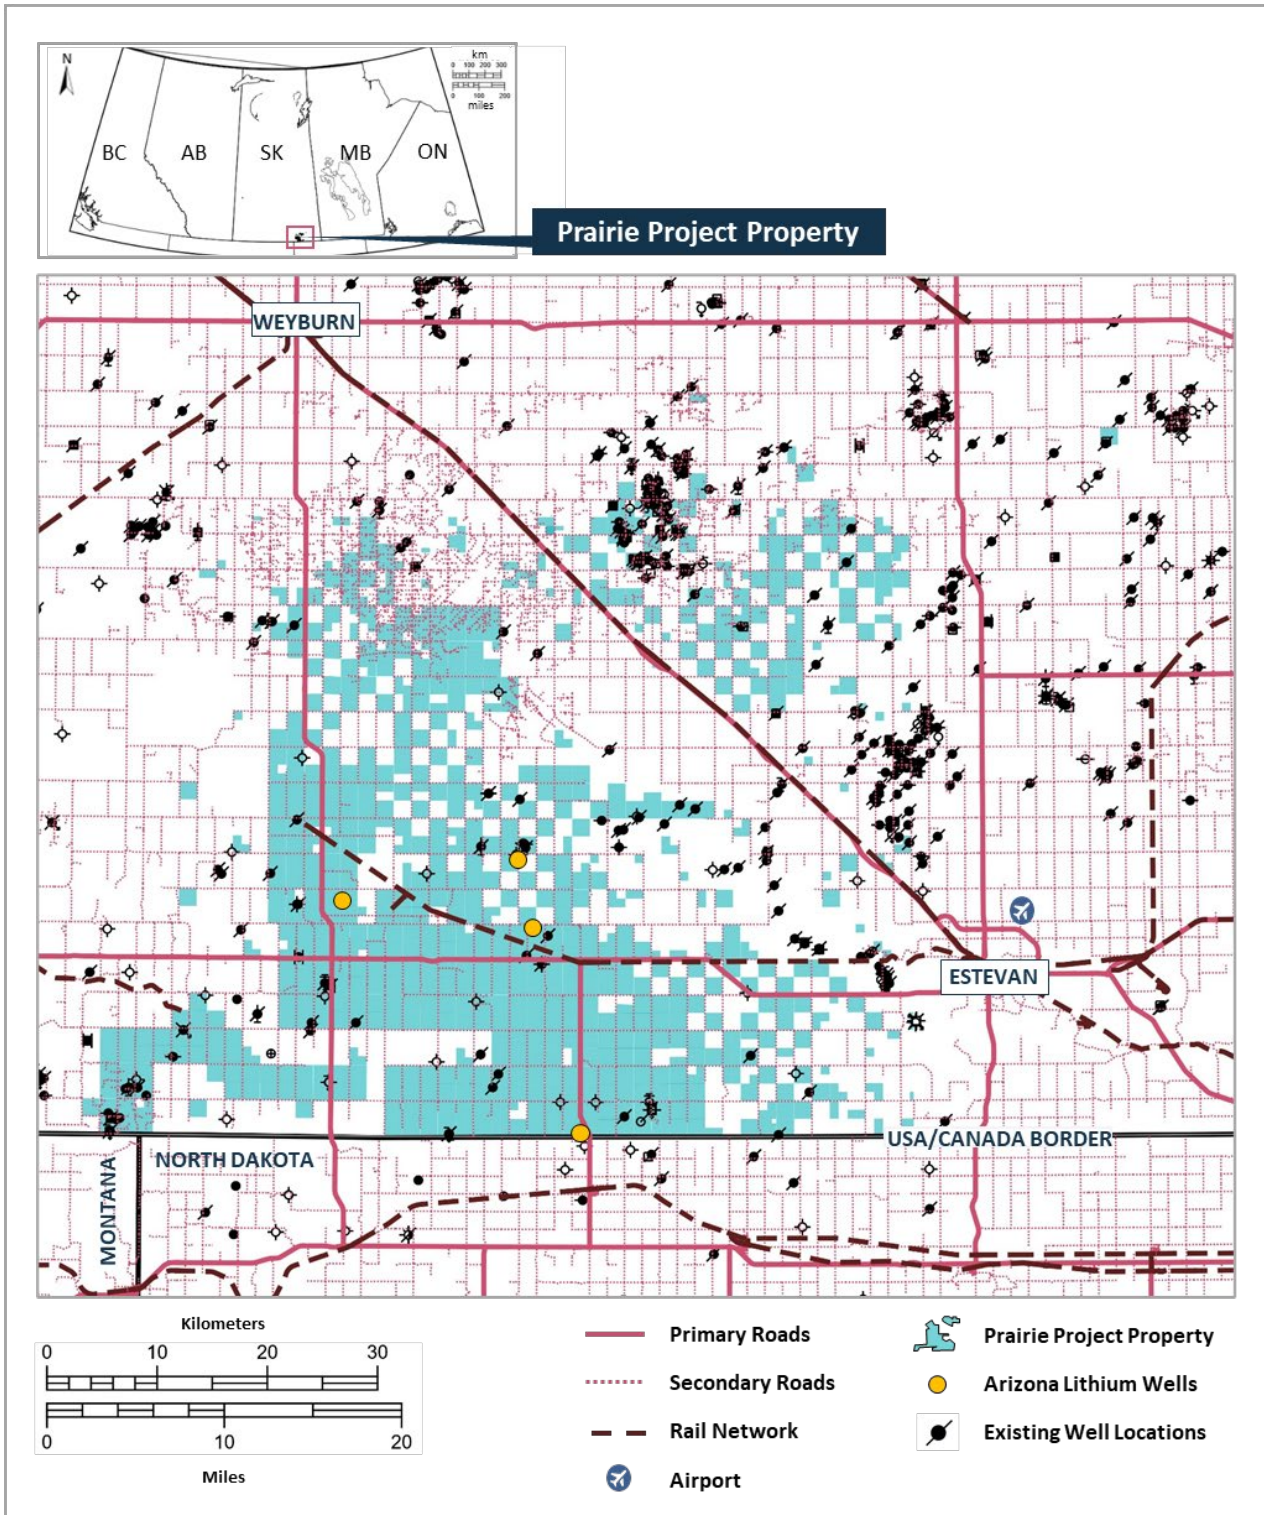 N
km
0 100 200 300
0 100 200
miles
BC
AB
SK
MB
ON
Prairie Project Property
WEYBURN
ESTEVAN
USA/CANADA BORDER
NORTH DAKOTA
MONTANA
Kilometers
0 10 20 30
0 10 20
Miles
Primary Roads
Secondary Roads
Rail Network
Airport
Prairie Project Property
Arizona Lithium Wells
Existing Well Locations